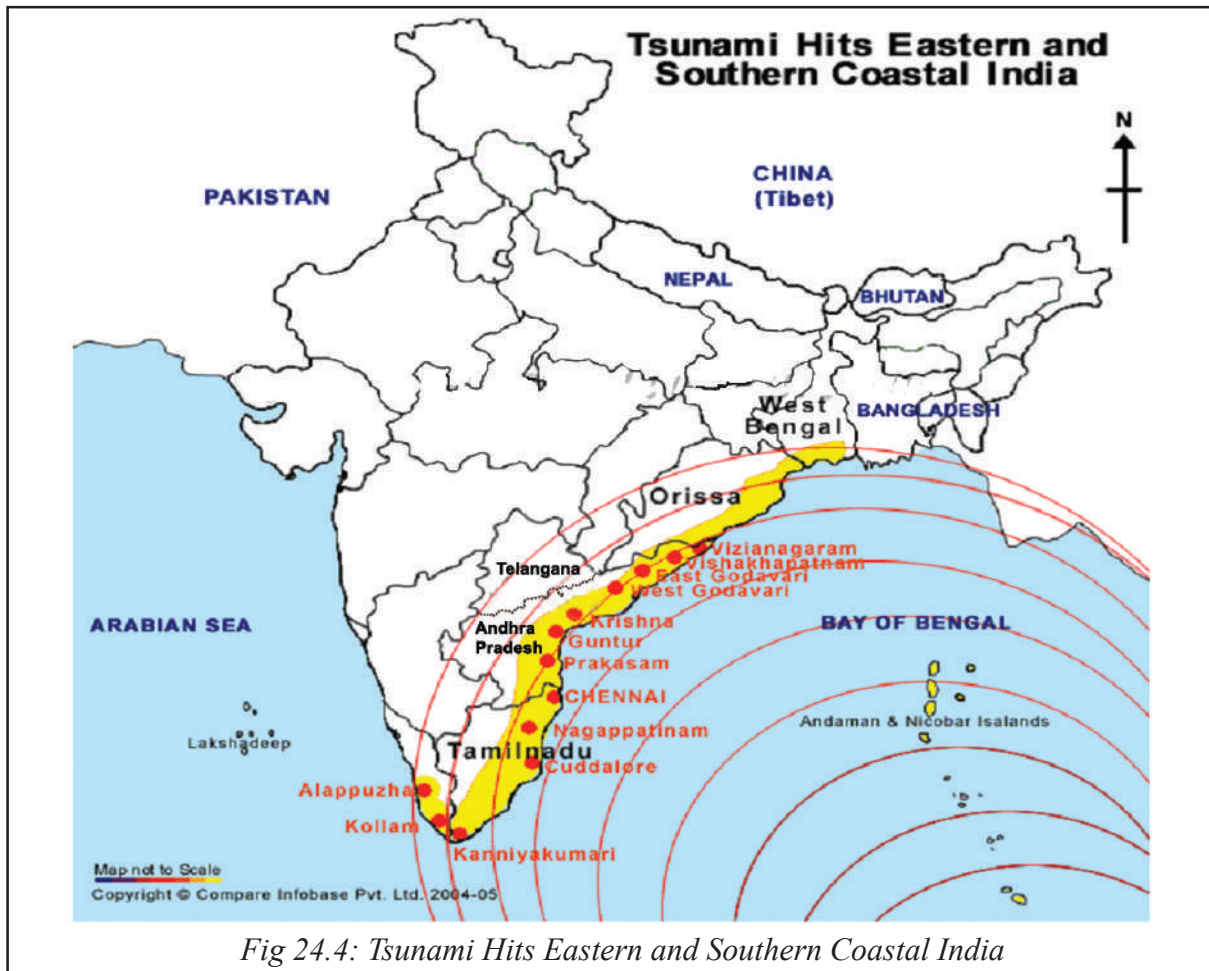 Tsunami Hits Eastern and
Southern Coastal India
N
CHINA
(Tibet)
PAKISTAN
NEPAL
BHUTAN
West
Bengal
BANGLADESH
Orissa
Vizianagaram
Vishakhapatnam
East Godavari
West Godavari
Telangana
Krishna
Andhra
Pradesh
Guntur
Prakasam
ARABIAN SEA
BAY OF BENGAL
CHENNAI
Nagappatinam
Andaman & Nicobar Isalands
Lakshadeep
Tamilnadu
Cuddalore
Alappuzha
Kollam
Kanniyakumari
Map not to Scale
Copyright © Compare Infobase Pvt. Ltd. 2004-05
Fig 24.4: Tsunami Hits Eastern and Southern Coastal India